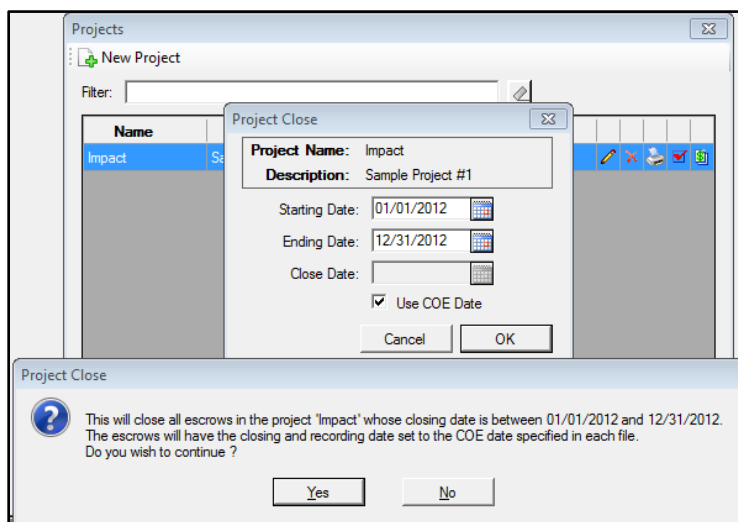 Projects
New Project
Filter:
Name
Impact
Project Close
Project Name: Impact
Description: Sample Project #1
Starting Date: 01/01/2012
Ending Date: 12/31/2012
Close Date:
Use COE Date
Cancel OK
Project Close
This will close all escrows in the project 'Impact' whose closing date is between 01/01/2012 and 12/31/2012.
The escrows will have the closing and recording date set to the COE date specified in each file.
Do you wish to continue ?
Yes No